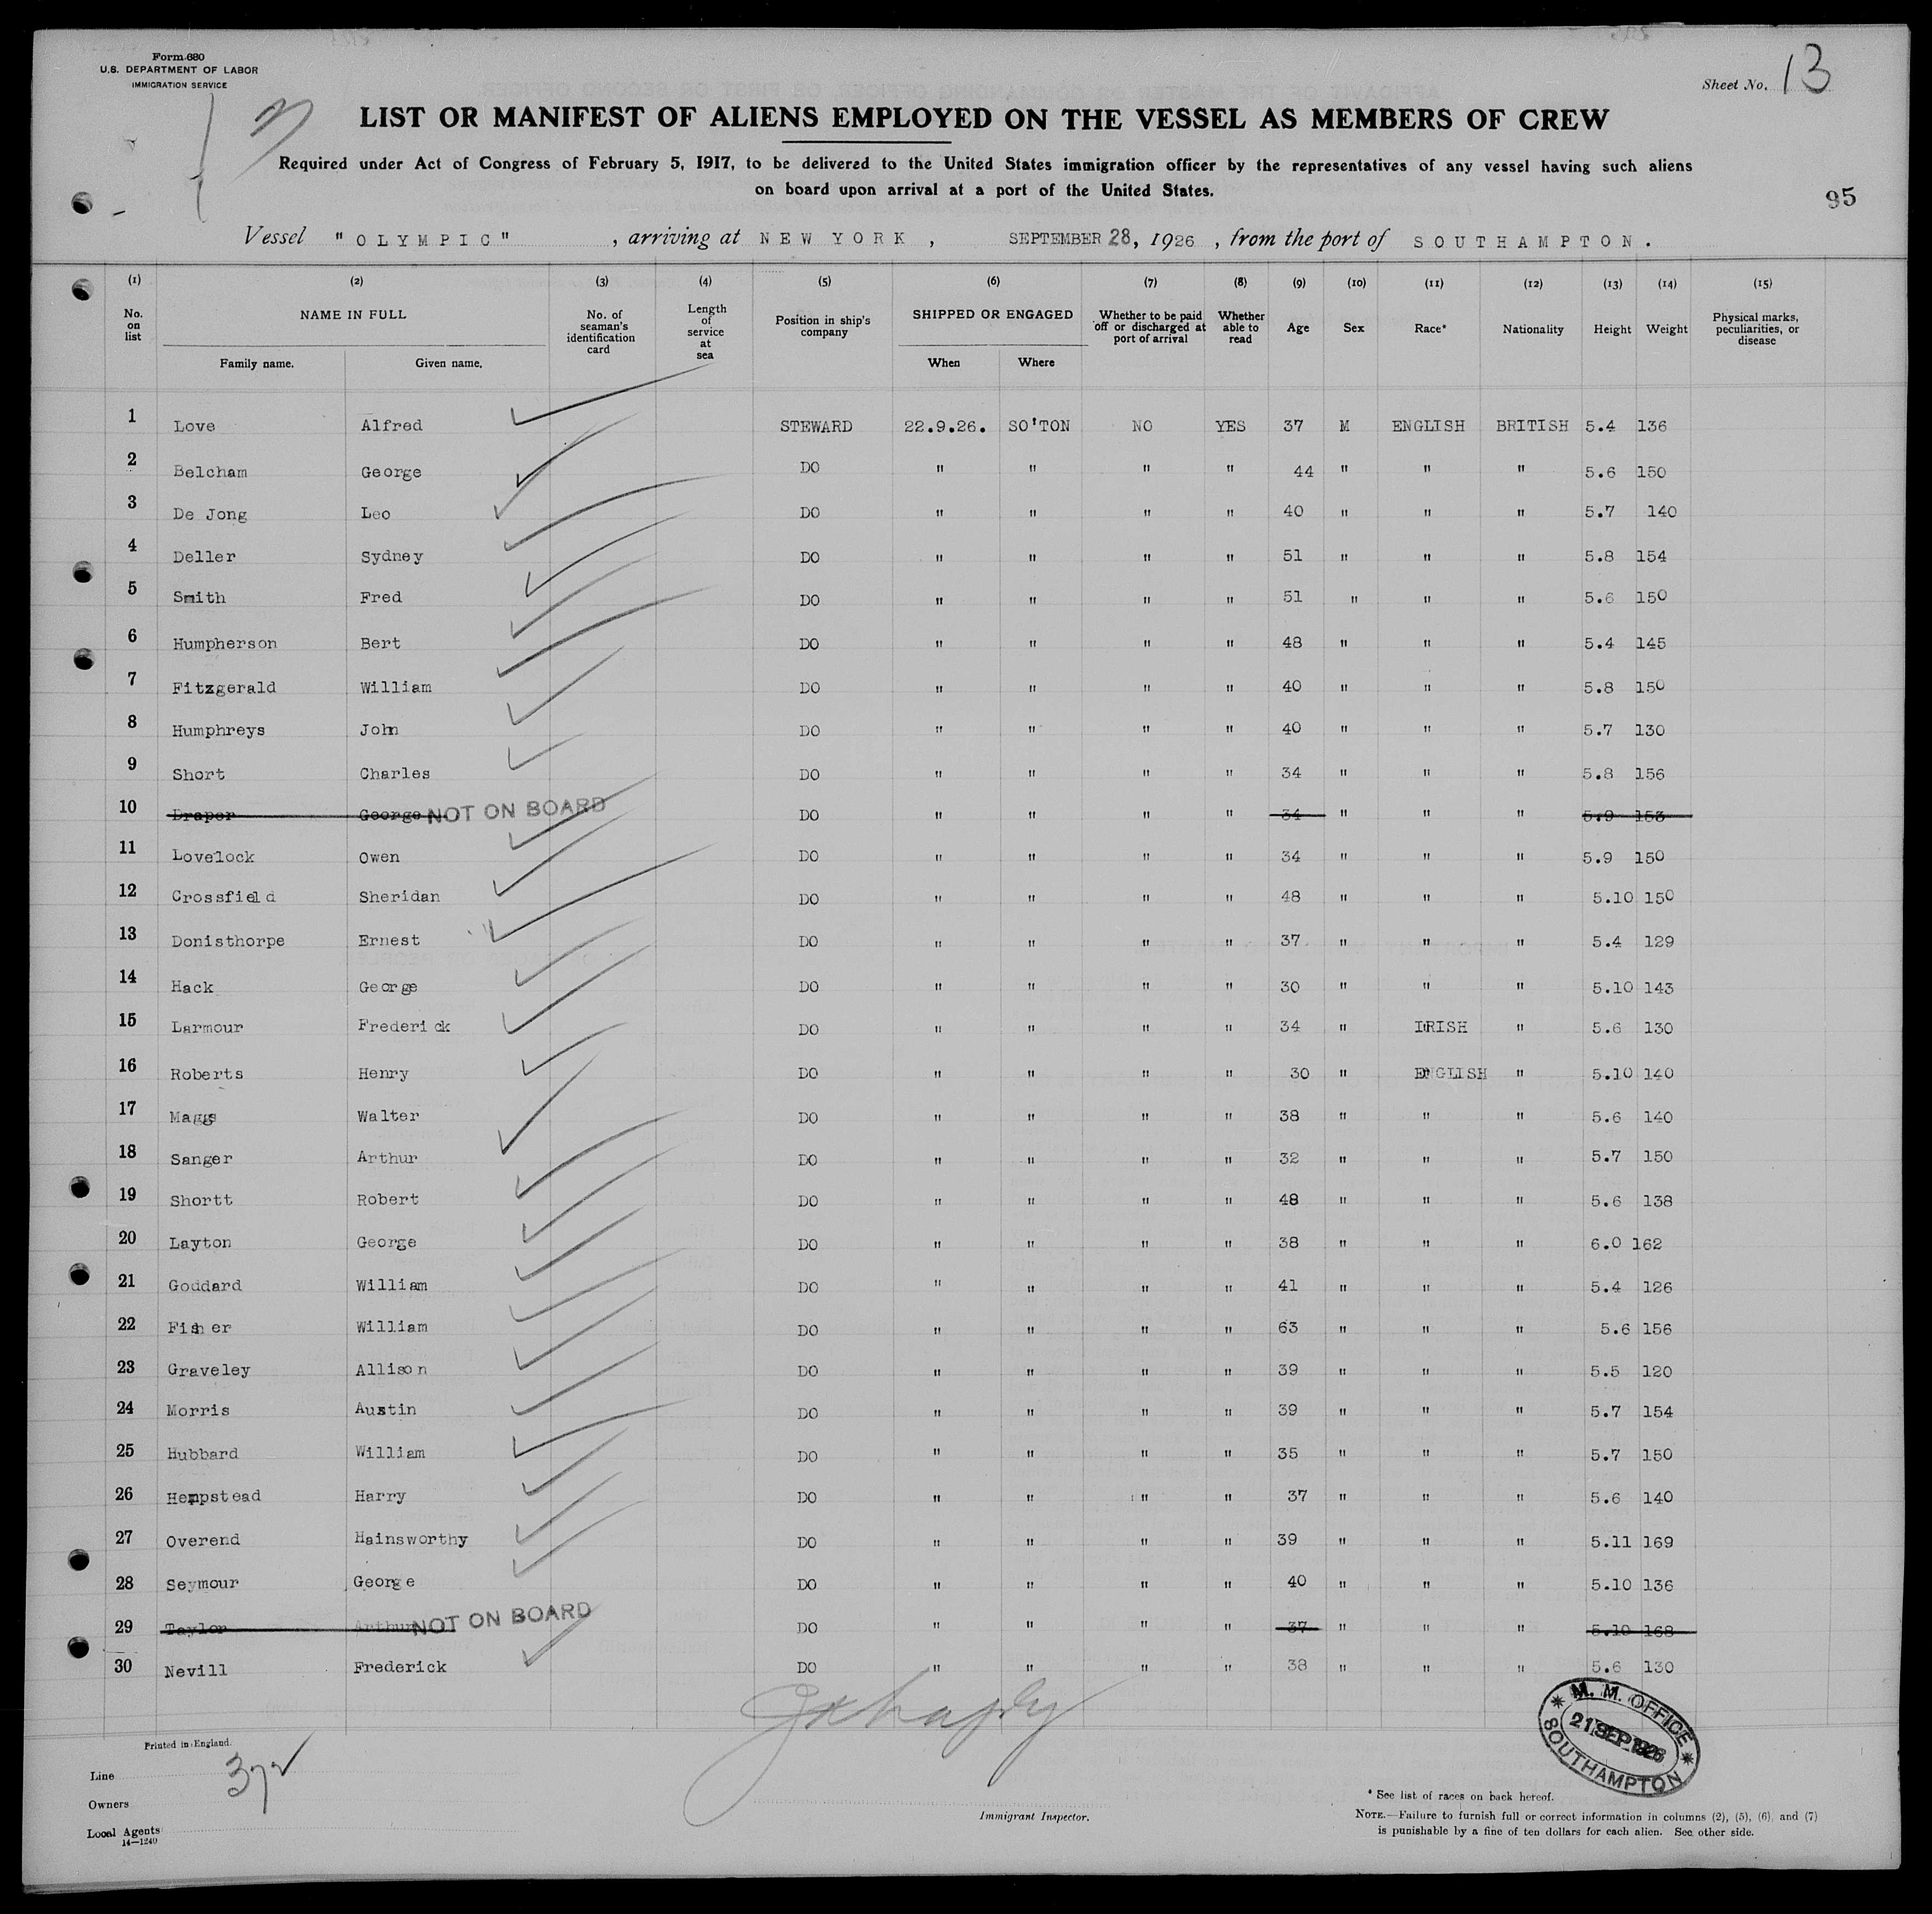 Form 680
U.S. DEPARTMENT OF LABOR
IMMIGRATION SERVICE
Sheet No. 13
LIST OR MANIFEST OF ALIENS EMPLOYED ON THE VESSEL AS MEMBERS OF CREW
Required under Act of Congress of February 5, 1917, to be delivered to the United States immigration officer by the representatives of any vessel having such aliens
on board upon arrival at a port of the United States.
95
Vessel "OLYMPIC", arriving at NEW YORK, SEPTEMBER 28, 1926, from the port of SOUTHAMPTON.
(1) (2) (3) (4) (5) (6) (7) (8) (9) (10) (11) (12) (13) (14) (15)
No. on list NAME IN FULL No. of seaman's identification card Length of service at sea Position in ship's company SHIPPED OR ENGAGED Whether to be paid off or discharged at port of arrival Whether able to read Age Sex Race* Nationality Height Weight Physical marks, peculiarities, or disease
Family name. Given name. When Where
1 Love Alfred STEWARD 22.9.26. SO'TON NO YES 37 M ENGLISH BRITISH 5.4 136
2 Belcham George DO " " " " 44 " " " 5.6 150
3 De Jong Leo DO " " " " 40 " " " 5.7 140
4 Deller Sydney DO " " " " 51 " " " 5.8 154
5 Smith Fred DO " " " " 51 " " " 5.6 150
6 Humpherson Bert DO " " " " 48 " " " 5.4 145
7 Fitzgerald William DO " " " " 40 " " " 5.8 150
8 Humphreys John DO " " " " 40 " " " 5.7 130
9 Short Charles DO " " " " 34 " " " 5.8 156
10 Draper George NOT ON BOARD DO " " " " 34 " " " 5.9 153
11 Lovelock Owen DO " " " " 34 " " " 5.9 150
12 Crossfield Sheridan DO " " " " 48 " " " 5.10 150
13 Donisthorpe Ernest DO " " " " 37 " " " 5.4 129
14 Hack George DO " " " " 30 " " " 5.10 143
15 Larmour Frederick DO " " " " 34 " IRISH " 5.6 130
16 Roberts Henry DO " " " " 30 " ENGLISH " 5.10 140
17 Maggs Walter DO " " " " 38 " " " 5.6 140
18 Sanger Arthur DO " " " " 32 " " " 5.7 150
19 Shortt Robert DO " " " " 48 " " " 5.6 138
20 Layton George DO " " " " 38 " " " 6.0 162
21 Goddard William DO " " " " 41 " " " 5.4 126
22 Fisher William DO " " " " 63 " " " 5.6 156
23 Graveley Allison DO " " " " 39 " " " 5.5 120
24 Morris Austin DO " " " " 39 " " " 5.7 154
25 Hubbard William DO " " " " 35 " " " 5.7 150
26 Hempstead Harry DO " " " " 37 " " " 5.6 140
27 Overend Hainsworthy DO " " " " 39 " " " 5.11 169
28 Seymour George DO " " " " 40 " " " 5.10 136
29 Taylor Arthur NOT ON BOARD DO " " " " 37 " " " 5.10 168
30 Nevill Frederick DO " " " " 38 " " " 5.6 130
M. M. OFFICE
21 SEP 1926
SOUTHAMPTON
Printed in England.
Line
Owners
Local Agents
14—1240
Immigrant Inspector.
* See list of races on back hereof.
NOTE.—Failure to furnish full or correct information in columns (2), (5), (6), and (7)
is punishable by a fine of ten dollars for each alien. See other side.